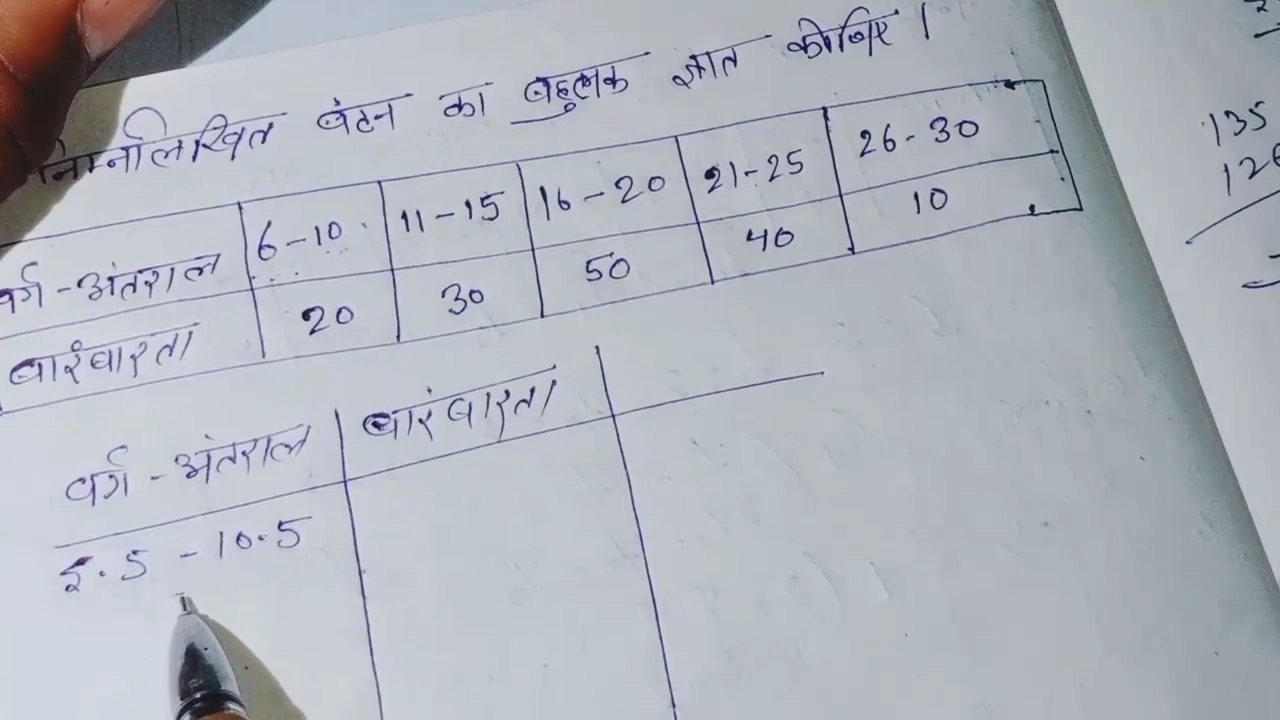 निम्नलिखित बंटन का बहुलक ज्ञात कीजिए।
वर्ग-अंतराल 6-10 11-15 16-20 21-25 26-30
बारंबारता 20 30 50 40 10
वर्ग-अंतराल बारंबारता
5.5-10.5
135